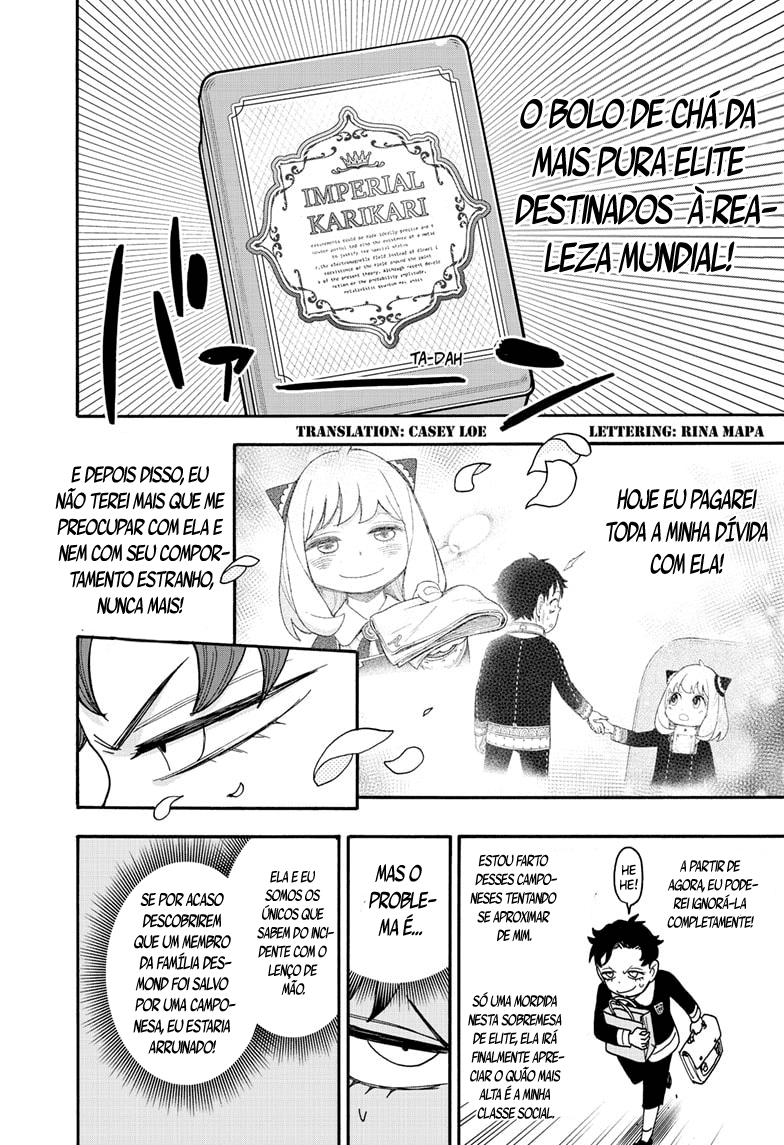 O BOLO DE CHÁ DA
MAIS PURA ELITE
DESTINADOS À REA-
LEZA MUNDIAL!
IMPERIAL
KARIKARI
TA-DAH
TRANSLATION: CASEY LOE
LETTERING: RINA MAPA
HOJE EU PAGAREI
TODA A MINHA DÍVIDA
COM ELA!
E DEPOIS DISSO, EU
NÃO TEREI MAIS QUE ME
PREOCUPAR COM ELA E
NEM COM SEU COMPOR-
TAMENTO ESTRANHO,
NUNCA MAIS!
A PARTIR DE
AGORA, EU PODE-
REI IGNORÁ-LA
COMPLETAMENTE!
HE
HE!
ESTOU FARTO
DESSES CAMPO-
NESES TENTANDO
SE APROXIMAR
DE MIM.
SÓ UMA MORDIDA
NESTA SOBREMESA
DE ELITE, ELA IRÁ
FINALMENTE APRE-
CIAR O QUÃO MAIS
ALTA É A MINHA
CLASSE SOCIAL.
MAS O
PROBLE-
MA É...
ELA E EU
SOMOS OS
ÚNICOS QUE
SABEM DO INCI-
DENTE COM O
LENÇO DE
MÃO.
SE POR ACASO
DESCOBRIREM
QUE UM MEMBRO
DA FAMÍLIA DES-
MOND FOI SALVO
POR UMA CAMPO-
NESA, EU ESTARIA
ARRUINADO!